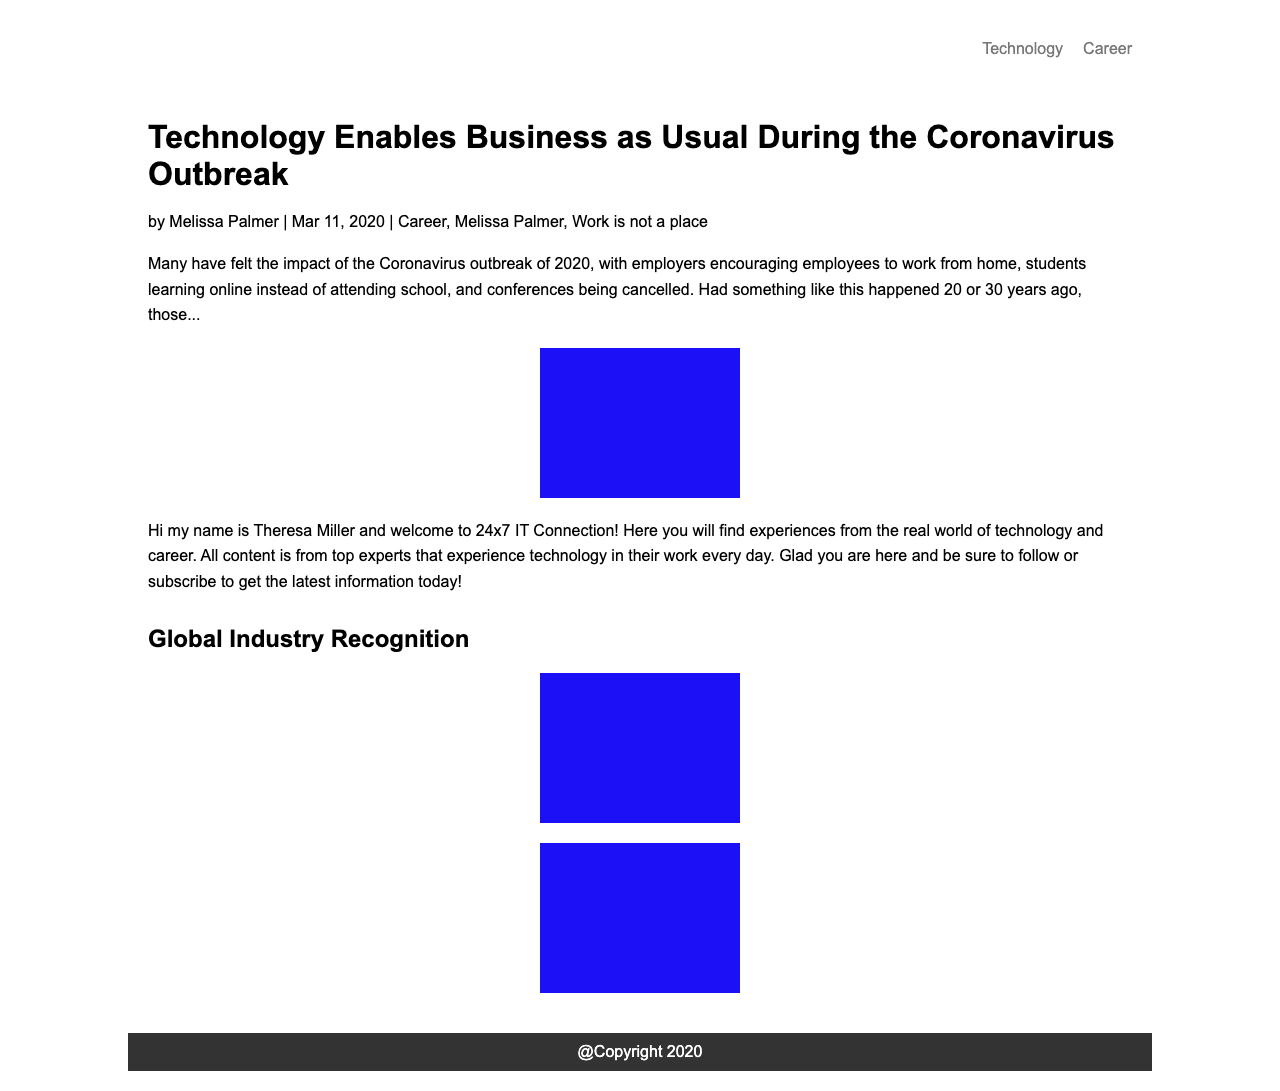 Technology Career
Technology Enables Business as Usual During the Coronavirus
Outbreak
by Melissa Palmer | Mar 11, 2020 | Career, Melissa Palmer, Work is not a place
Many have felt the impact of the Coronavirus outbreak of 2020, with employers encouraging employees to work from home, students
learning online instead of attending school, and conferences being cancelled. Had something like this happened 20 or 30 years ago,
those...
Hi my name is Theresa Miller and welcome to 24x7 IT Connection! Here you will find experiences from the real world of technology and
career. All content is from top experts that experience technology in their work every day. Glad you are here and be sure to follow or
subscribe to get the latest information today!
Global Industry Recognition
@Copyright 2020